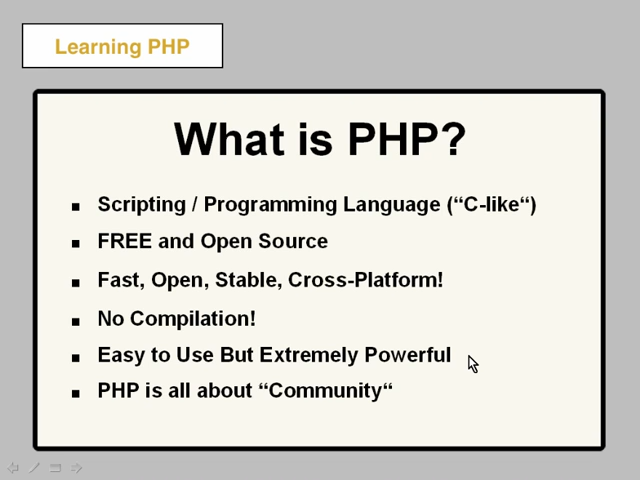 Learning PHP
What is PHP?
Scripting / Programming Language (“C-like“)
FREE and Open Source
Fast, Open, Stable, Cross-Platform!
No Compilation!
Easy to Use But Extremely Powerful
PHP is all about “Community“